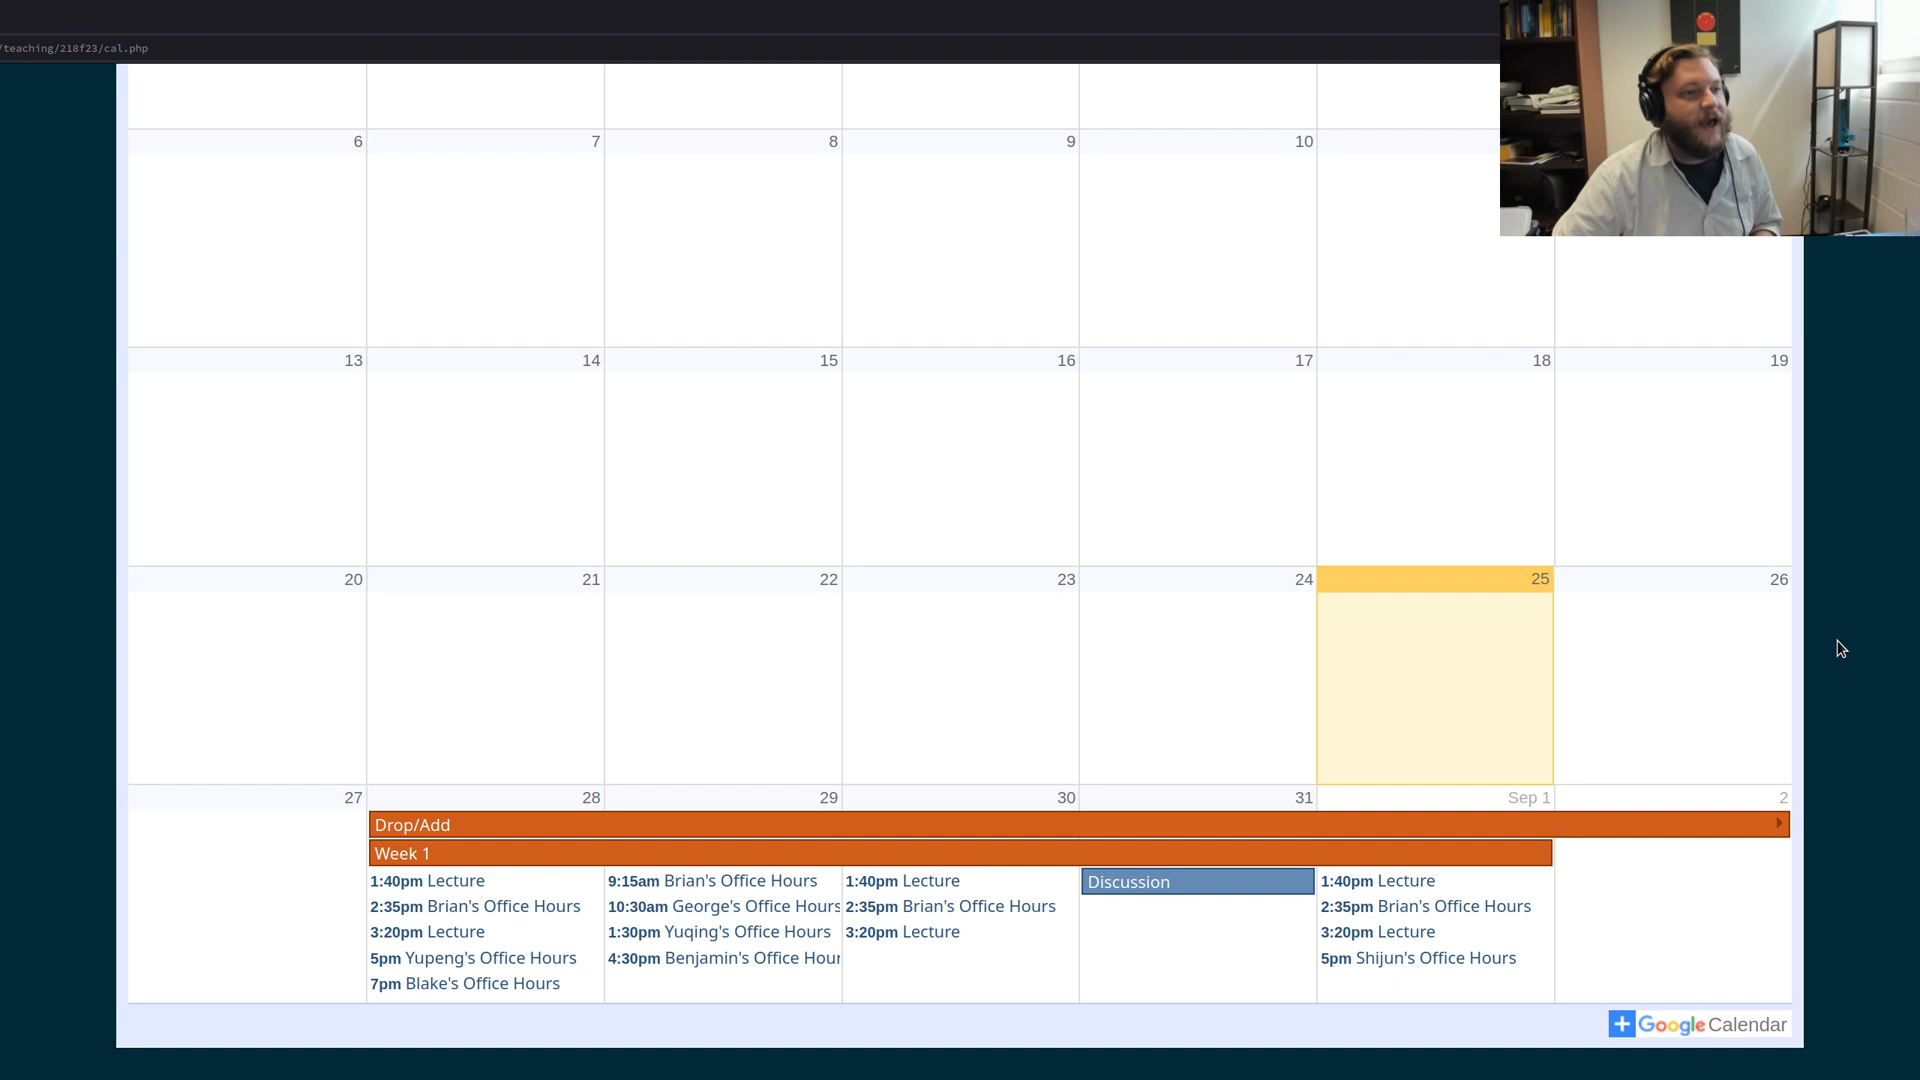 /teaching/218f23/cal.php
6 7 8 9 10
13 14 15 16 17 18 19
20 21 22 23 24 25 26
27 28 29 30 31 Sep 1 2
Drop/Add
Week 1
1:40pm Lecture
2:35pm Brian's Office Hours
3:20pm Lecture
5pm Yupeng's Office Hours
7pm Blake's Office Hours
9:15am Brian's Office Hours
10:30am George's Office Hours
1:30pm Yuqing's Office Hours
4:30pm Benjamin's Office Hour
1:40pm Lecture
2:35pm Brian's Office Hours
3:20pm Lecture
Discussion
1:40pm Lecture
2:35pm Brian's Office Hours
3:20pm Lecture
5pm Shijun's Office Hours
Google Calendar